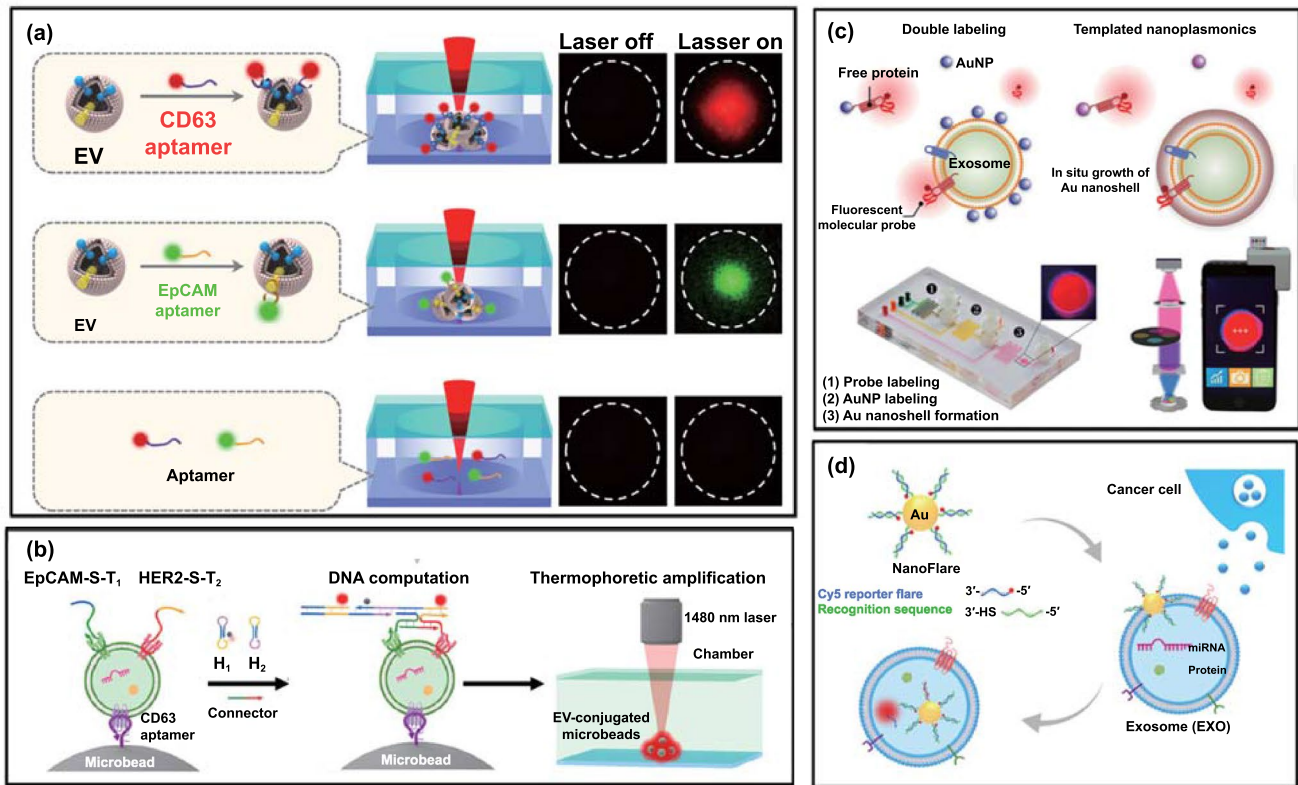 (a)
Laser off
Lasser on
CD63
aptamer
EV
EpCAM
aptamer
EV
Aptamer
(b)
EpCAM-S-T₁ HER2-S-T₂
DNA computation
Thermophoretic amplification
H₁ H₂
Connector
CD63
aptamer
Microbead
Microbead
1480 nm laser
Chamber
EV-conjugated
microbeads
(c)
Double labeling
Templated nanoplasmonics
AuNP
Free protein
Exosome
Fluorescent
molecular probe
In situ growth of
Au nanoshell
1
2
3
(1) Probe labeling
(2) AuNP labeling
(3) Au nanoshell formation
(d)
Cancer cell
Au
NanoFlare
Cy5 reporter flare 3′- -5′
Recognition sequence 3′-HS -5′
miRNA
Protein
Exosome (EXO)